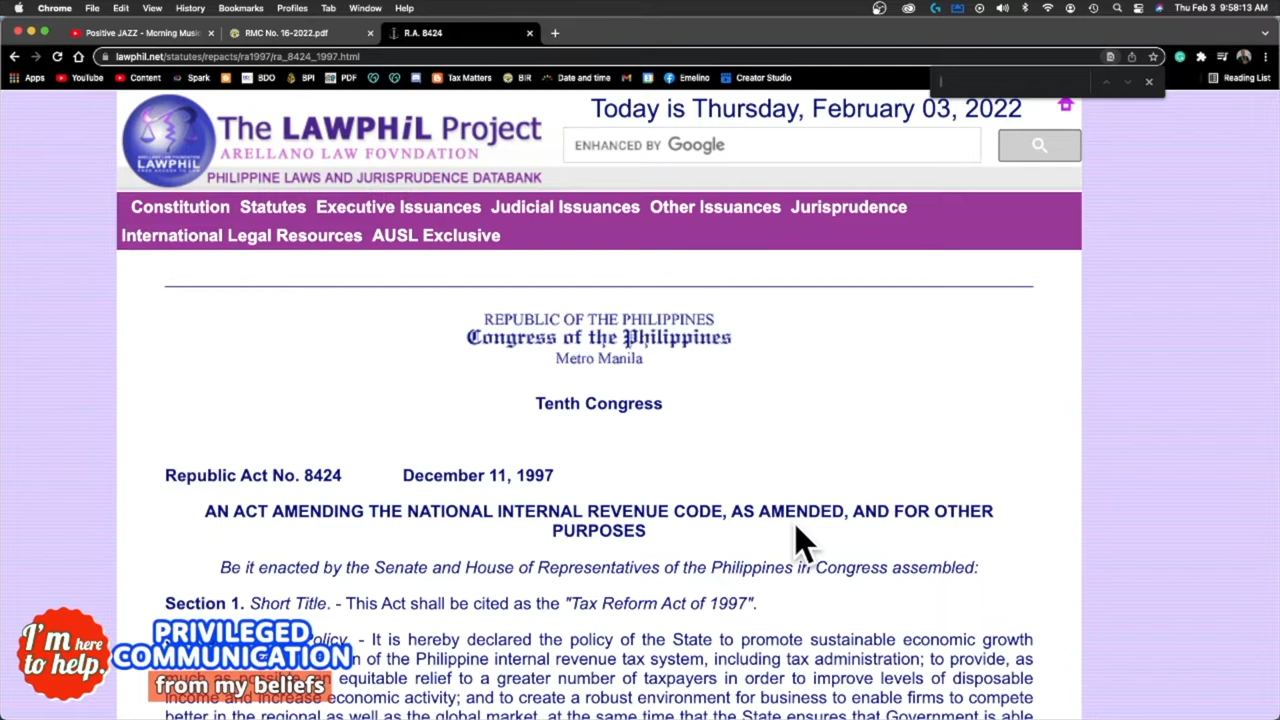 Chrome File Edit View History Bookmarks Profiles Tab Window Help
Thu Feb 3 9:58:13 AM
Positive JAZZ - Morning Musi
RMC No. 16-2022.pdf
R.A. 8424
lawphil.net/statutes/repacts/ra1997/ra_8424_1997.html
Apps YouTube Content Spark BDO BPI PDF Tax Matters BIR Date and time Emelino Creator Studio Reading List
Today is Thursday, February 03, 2022
The LAWPHiL Project
ARELLANO LAW FOVNDATION
PHILIPPINE LAWS AND JURISPRUDENCE DATABANK
LAWPHIL
ENHANCED BY Google
Constitution Statutes Executive Issuances Judicial Issuances Other Issuances Jurisprudence
International Legal Resources AUSL Exclusive
REPUBLIC OF THE PHILIPPINES
Congress of the Philippines
Metro Manila
Tenth Congress
Republic Act No. 8424 December 11, 1997
AN ACT AMENDING THE NATIONAL INTERNAL REVENUE CODE, AS AMENDED, AND FOR OTHER
PURPOSES
Be it enacted by the Senate and House of Representatives of the Philippines in Congress assembled:
Section 1. Short Title. - This Act shall be cited as the "Tax Reform Act of 1997".
Policy. - It is hereby declared the policy of the State to promote sustainable economic growth
of the Philippine internal revenue tax system, including tax administration; to provide, as
much as possible an equitable relief to a greater number of taxpayers in order to improve levels of disposable
income and increase economic activity; and to create a robust environment for business to enable firms to compete
better in the regional as well as the global market, at the same time that the State ensures that Government is able
I'm here
to help.
PRIVILEGED
COMMUNICATION
from my beliefs